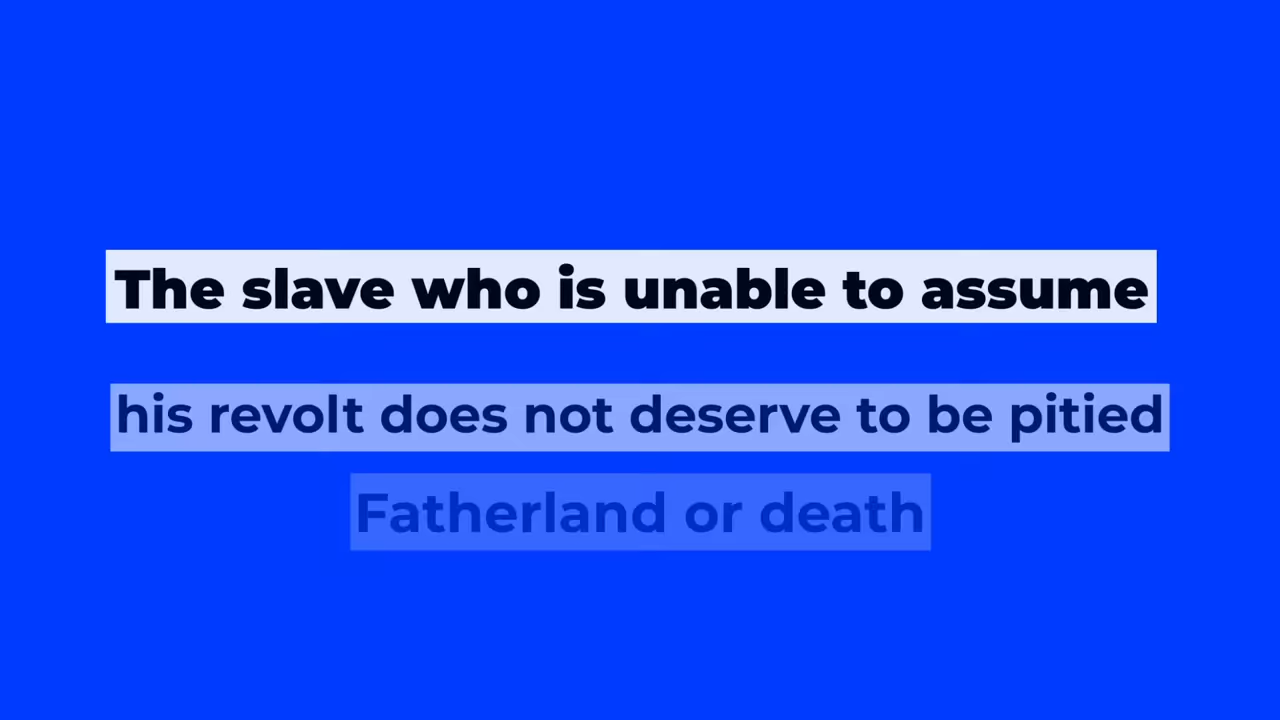 The slave who is unable to assume
his revolt does not deserve to be pitied
Fatherland or death